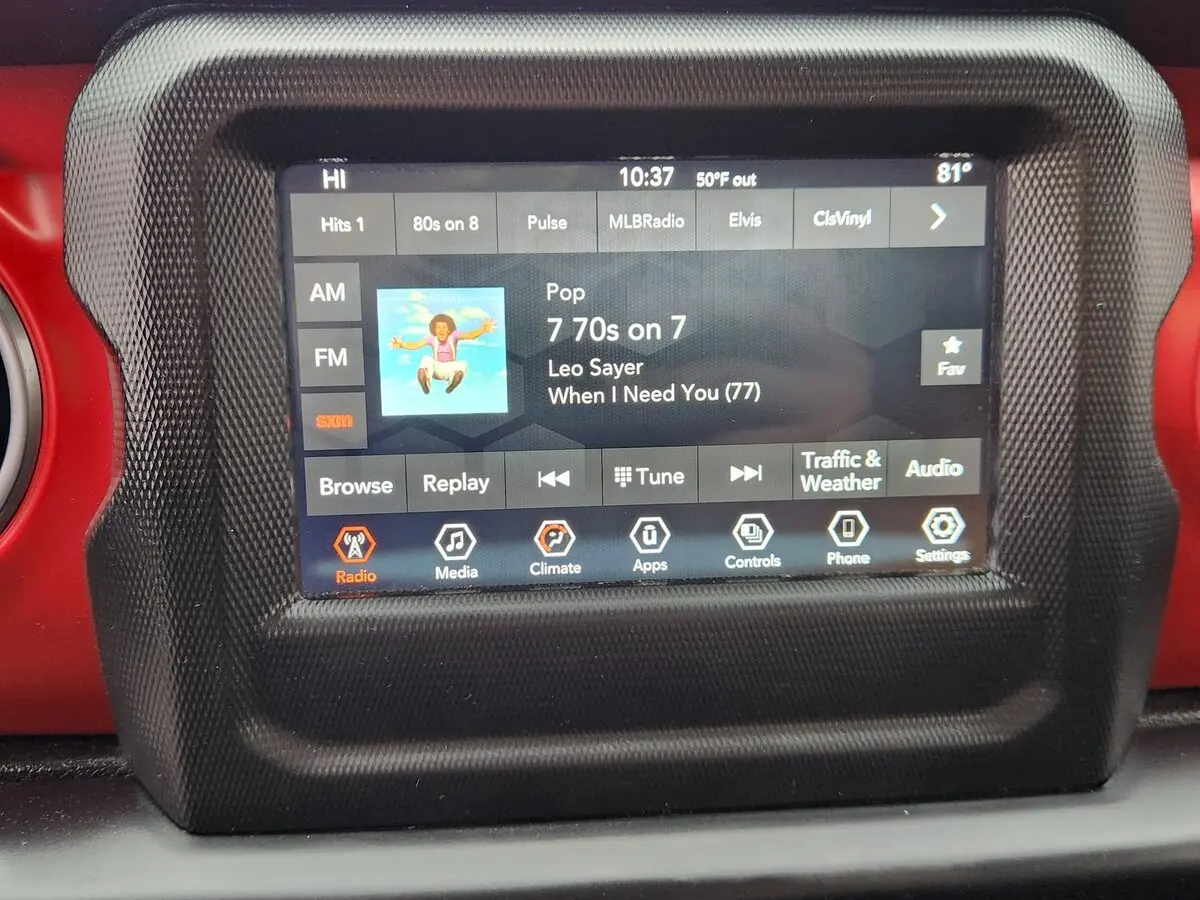 HI 10:37 50°F out 81°
Hits 1 80s on 8 Pulse MLBRadio Elvis ClsVinyl
AM
FM
sxm
Pop
7 70s on 7
Leo Sayer
When I Need You (77)
Fav
Browse Replay Tune Traffic & Weather Audio
Radio Media Climate Apps Controls Phone Settings